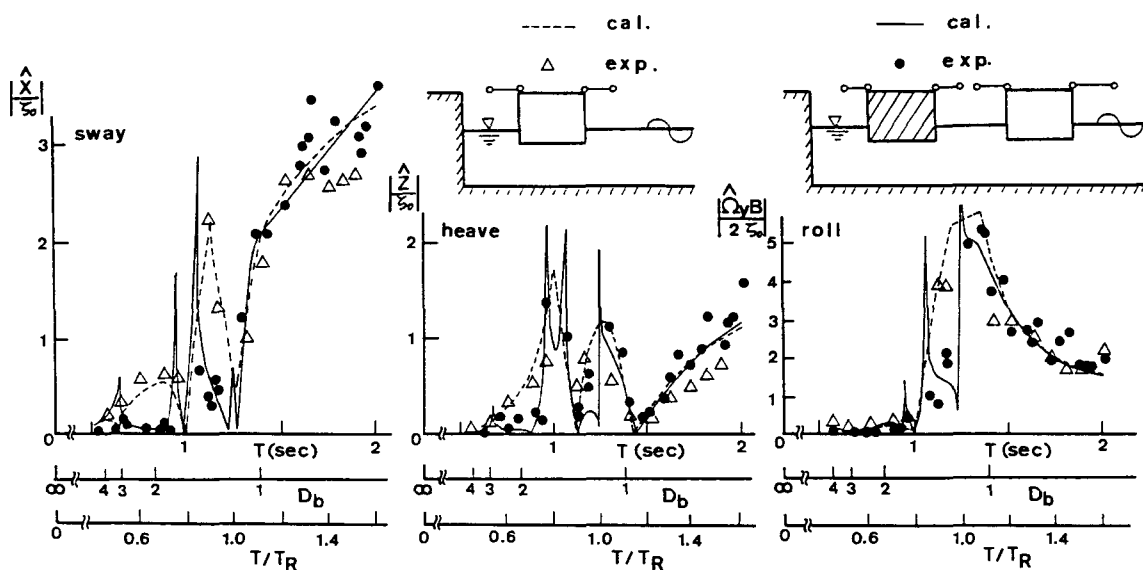 cal.
exp.
cal.
exp.
|X̂/ζ₀|
sway
3
2
1
0
1
T(sec)
2
∞
4
3
2
1
D_b
0
0.6
1.0
1.4
T/T_R
|Ẑ/ζ₀|
heave
2
1
0
1
T(sec)
2
∞
4
3
2
1
D_b
0
0.6
1.0
1.4
T/T_R
|Ω̂yB/2ζ₀|
roll
5
4
3
2
1
0
1
T(sec)
2
∞
4
3
2
1
D_b
0
0.6
1.0
1.4
T/T_R